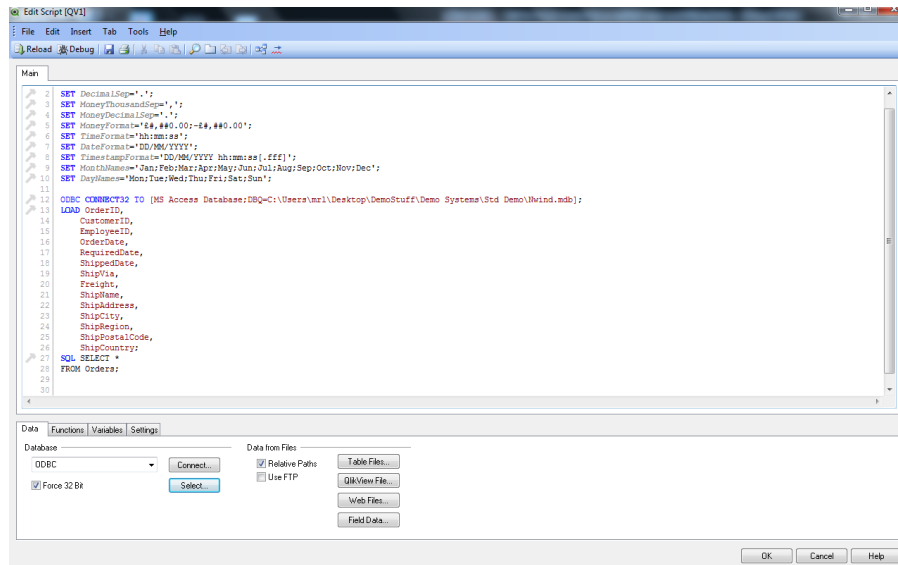 Edit Script [QV1]
File Edit Insert Tab Tools Help
Reload Debug
Main
2 SET DecimalSep='.';
3 SET MoneyThousandSep=',';
4 SET MoneyDecimalSep='.';
5 SET MoneyFormat='£#,##0.00;-£#,##0.00';
6 SET TimeFormat='hh:mm:ss';
7 SET DateFormat='DD/MM/YYYY';
8 SET TimestampFormat='DD/MM/YYYY hh:mm:ss[.fff]';
9 SET MonthNames='Jan;Feb;Mar;Apr;May;Jun;Jul;Aug;Sep;Oct;Nov;Dec';
10 SET DayNames='Mon;Tue;Wed;Thu;Fri;Sat;Sun';
11
12 ODBC CONNECT32 TO [MS Access Database;DBQ=C:\Users\mrl\Desktop\DemoStuff\Demo Systems\Std Demo\Nwind.mdb];
13 LOAD OrderID,
14 CustomerID,
15 EmployeeID,
16 OrderDate,
17 RequiredDate,
18 ShippedDate,
19 ShipVia,
20 Freight,
21 ShipName,
22 ShipAddress,
23 ShipCity,
24 ShipRegion,
25 ShipPostalCode,
26 ShipCountry;
27 SQL SELECT *
28 FROM Orders;
29
30
Data Functions Variables Settings
Database Data from Files
ODBC Connect... Relative Paths Table Files...
Force 32 Bit Select... Use FTP QlikView File...
Web Files...
Field Data...
OK Cancel Help